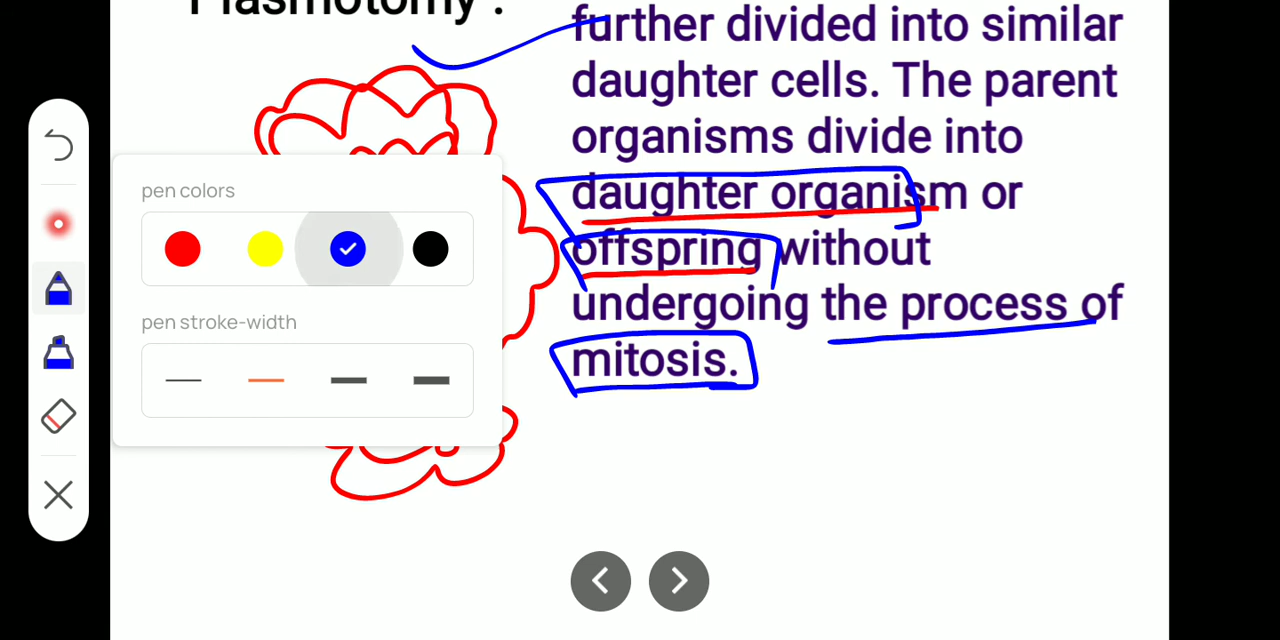 Plasmotomy :
further divided into similar
daughter cells. The parent
organisms divide into
daughter organism or
offspring without
undergoing the process of
mitosis.
pen colors
pen stroke-width